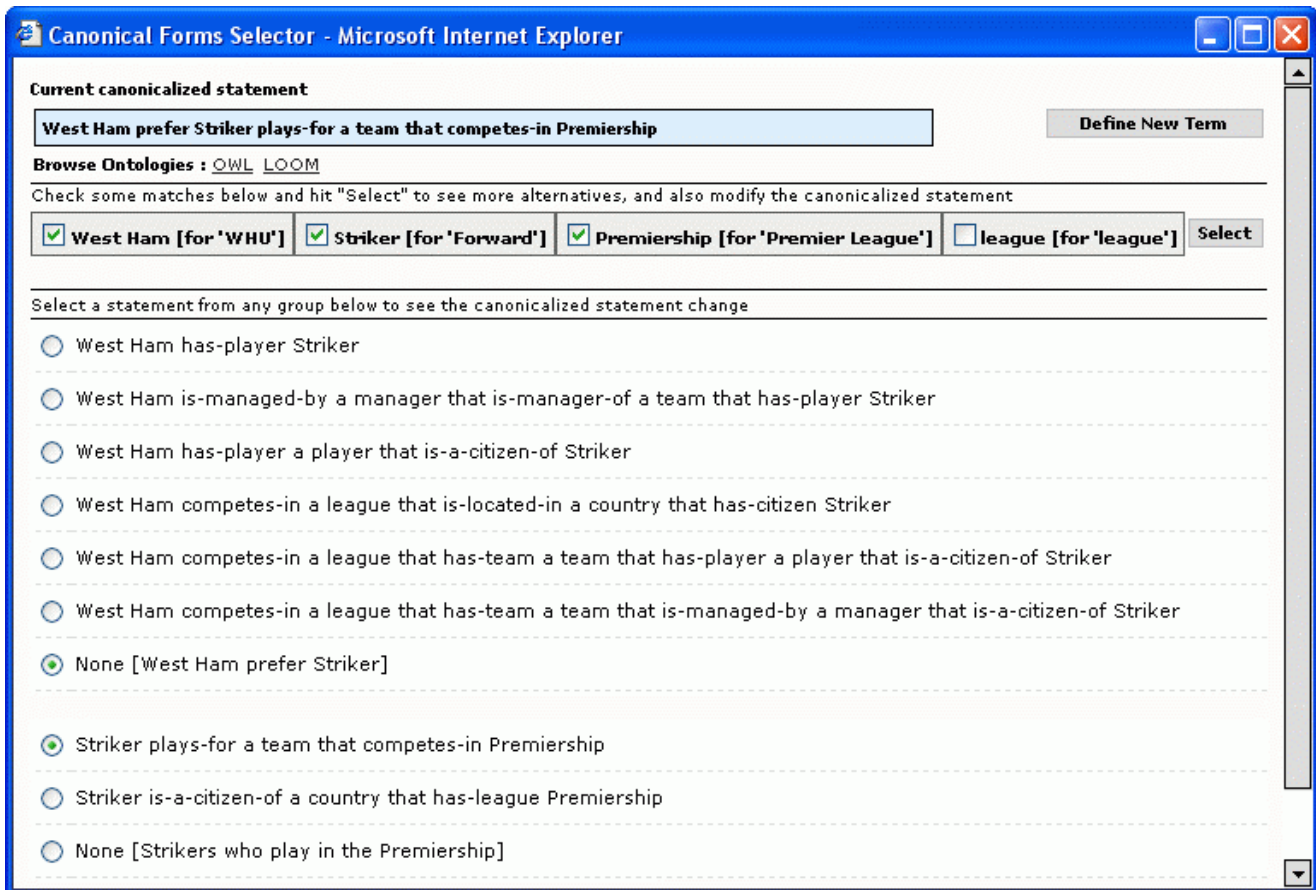 Canonical Forms Selector - Microsoft Internet Explorer
Current canonicalized statement
West Ham prefer Striker plays-for a team that competes-in Premiership
Define New Term
Browse Ontologies : OWL LOOM
Check some matches below and hit "Select" to see more alternatives, and also modify the canonicalized statement
West Ham [for 'WHU'] Striker [for 'Forward'] Premiership [for 'Premier League'] league [for 'league'] Select
Select a statement from any group below to see the canonicalized statement change
West Ham has-player Striker
West Ham is-managed-by a manager that is-manager-of a team that has-player Striker
West Ham has-player a player that is-a-citizen-of Striker
West Ham competes-in a league that is-located-in a country that has-citizen Striker
West Ham competes-in a league that has-team a team that has-player a player that is-a-citizen-of Striker
West Ham competes-in a league that has-team a team that is-managed-by a manager that is-a-citizen-of Striker
None [West Ham prefer Striker]
Striker plays-for a team that competes-in Premiership
Striker is-a-citizen-of a country that has-league Premiership
None [Strikers who play in the Premiership]